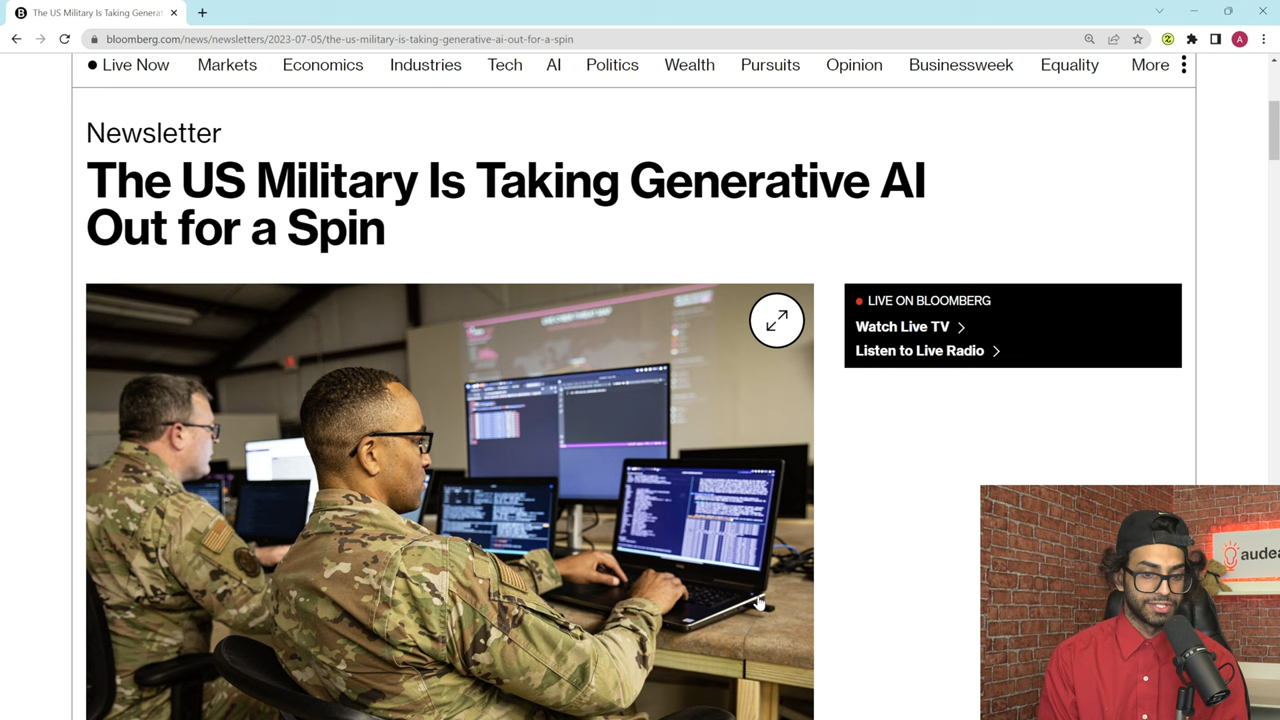 The US Military Is Taking Generat
bloomberg.com/news/newsletters/2023-07-05/the-us-military-is-taking-generative-ai-out-for-a-spin
A
Live Now Markets Economics Industries Tech AI Politics Wealth Pursuits Opinion Businessweek Equality More
Newsletter
The US Military Is Taking Generative AI
Out for a Spin
LIVE ON BLOOMBERG
Watch Live TV
Listen to Live Radio
audea